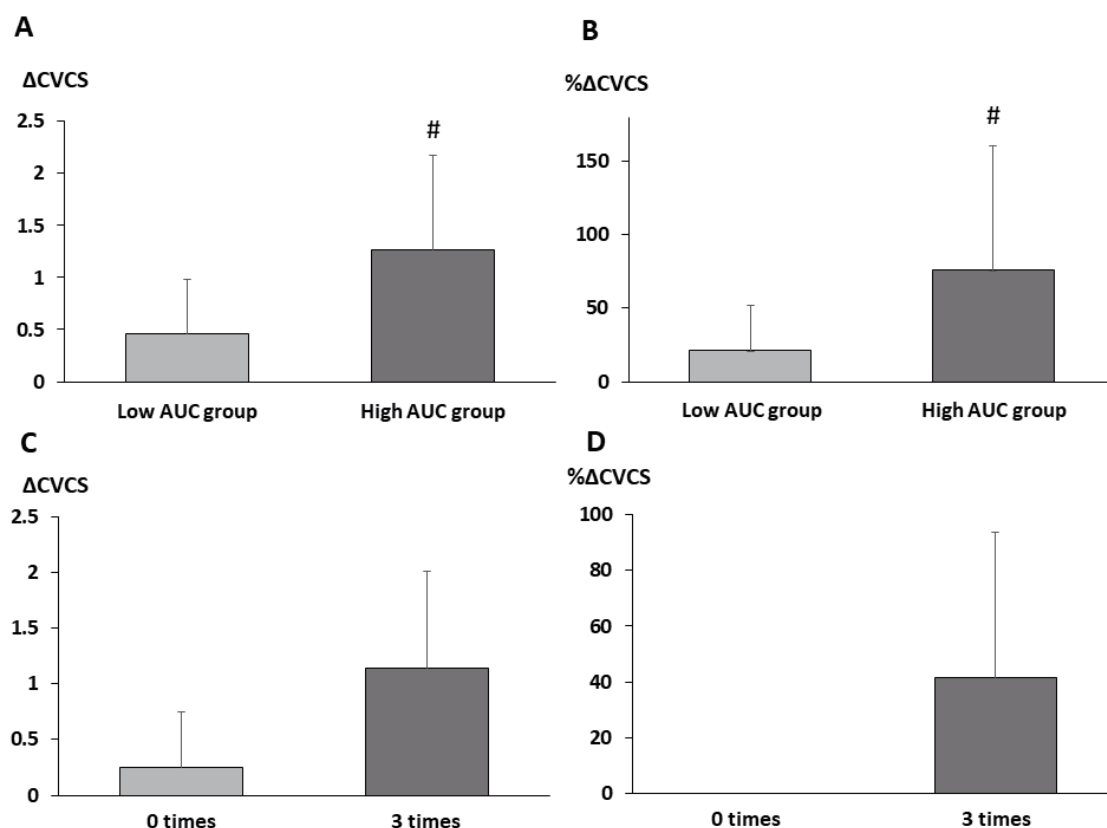 A
ΔCVCS
2.5
2
1.5
1
0.5
0
#
Low AUC group
High AUC group
B
%ΔCVCS
150
100
50
0
#
Low AUC group
High AUC group
C
ΔCVCS
2.5
2
1.5
1
0.5
0
0 times
3 times
D
%ΔCVCS
100
80
60
40
20
0
0 times
3 times